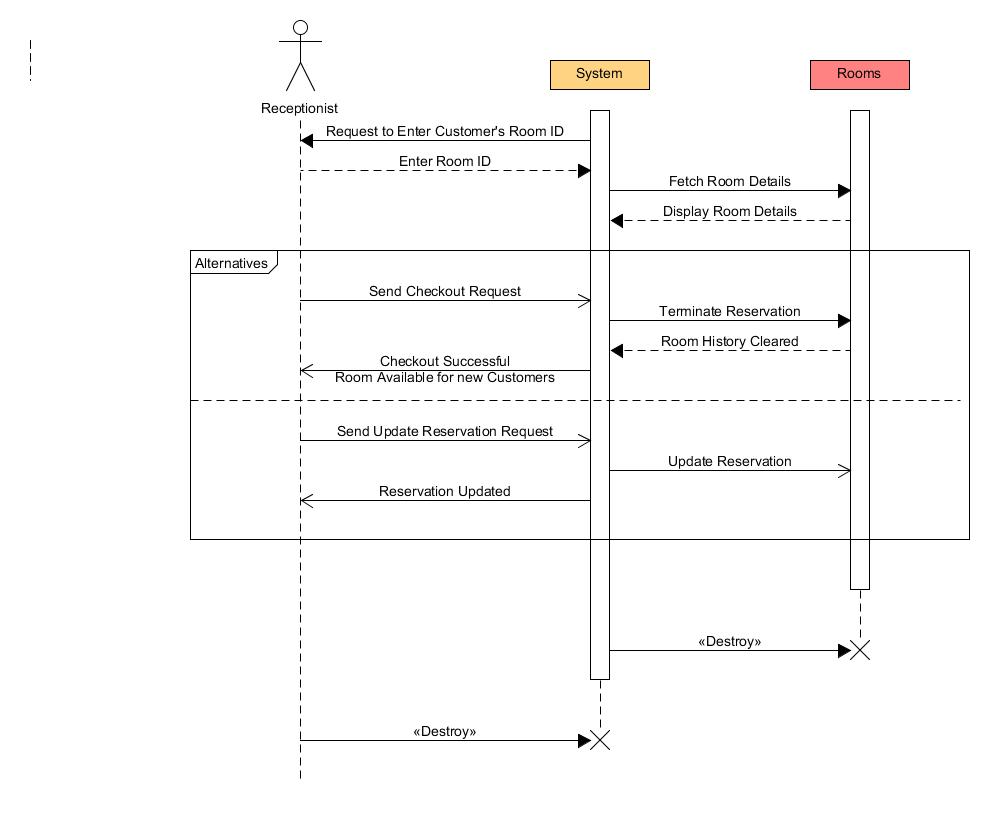 Receptionist
System
Rooms
Request to Enter Customer's Room ID
Enter Room ID
Fetch Room Details
Display Room Details
Alternatives
Send Checkout Request
Terminate Reservation
Room History Cleared
Checkout Successful
Room Available for new Customers
Send Update Reservation Request
Update Reservation
Reservation Updated
«Destroy»
«Destroy»